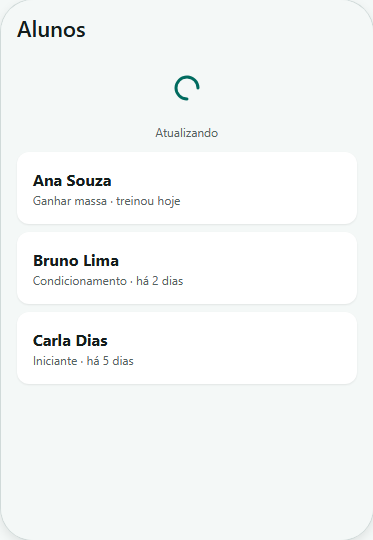 Alunos
Atualizando
Ana Souza
Ganhar massa · treinou hoje
Bruno Lima
Condicionamento · há 2 dias
Carla Dias
Iniciante · há 5 dias